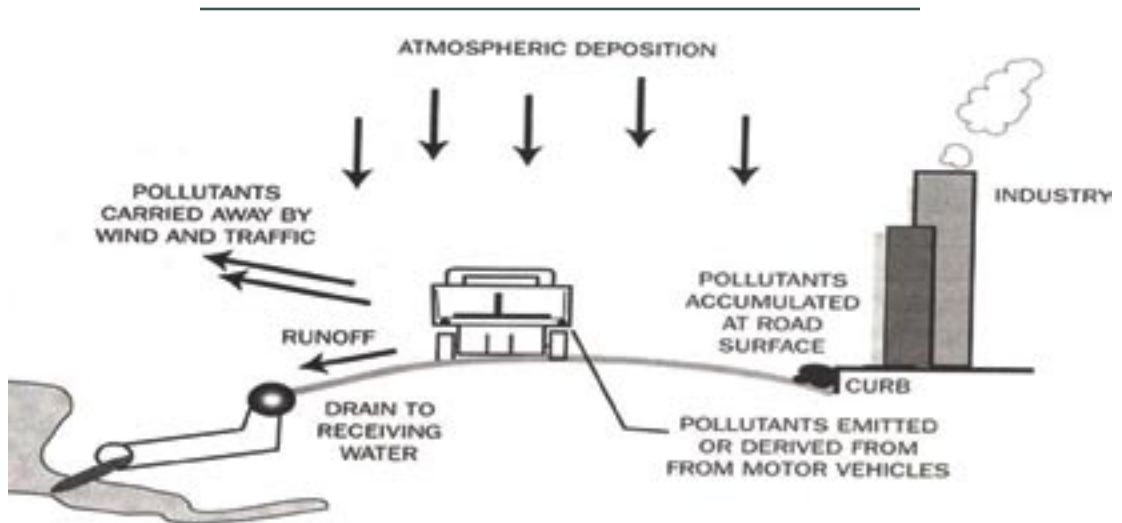 ATMOSPHERIC DEPOSITION
POLLUTANTS
CARRIED AWAY BY
WIND AND TRAFFIC
INDUSTRY
POLLUTANTS
ACCUMULATED
AT ROAD
SURFACE
RUNOFF
CURB
DRAIN TO
RECEIVING
WATER
POLLUTANTS EMITTED
OR DERIVED FROM
FROM MOTOR VEHICLES